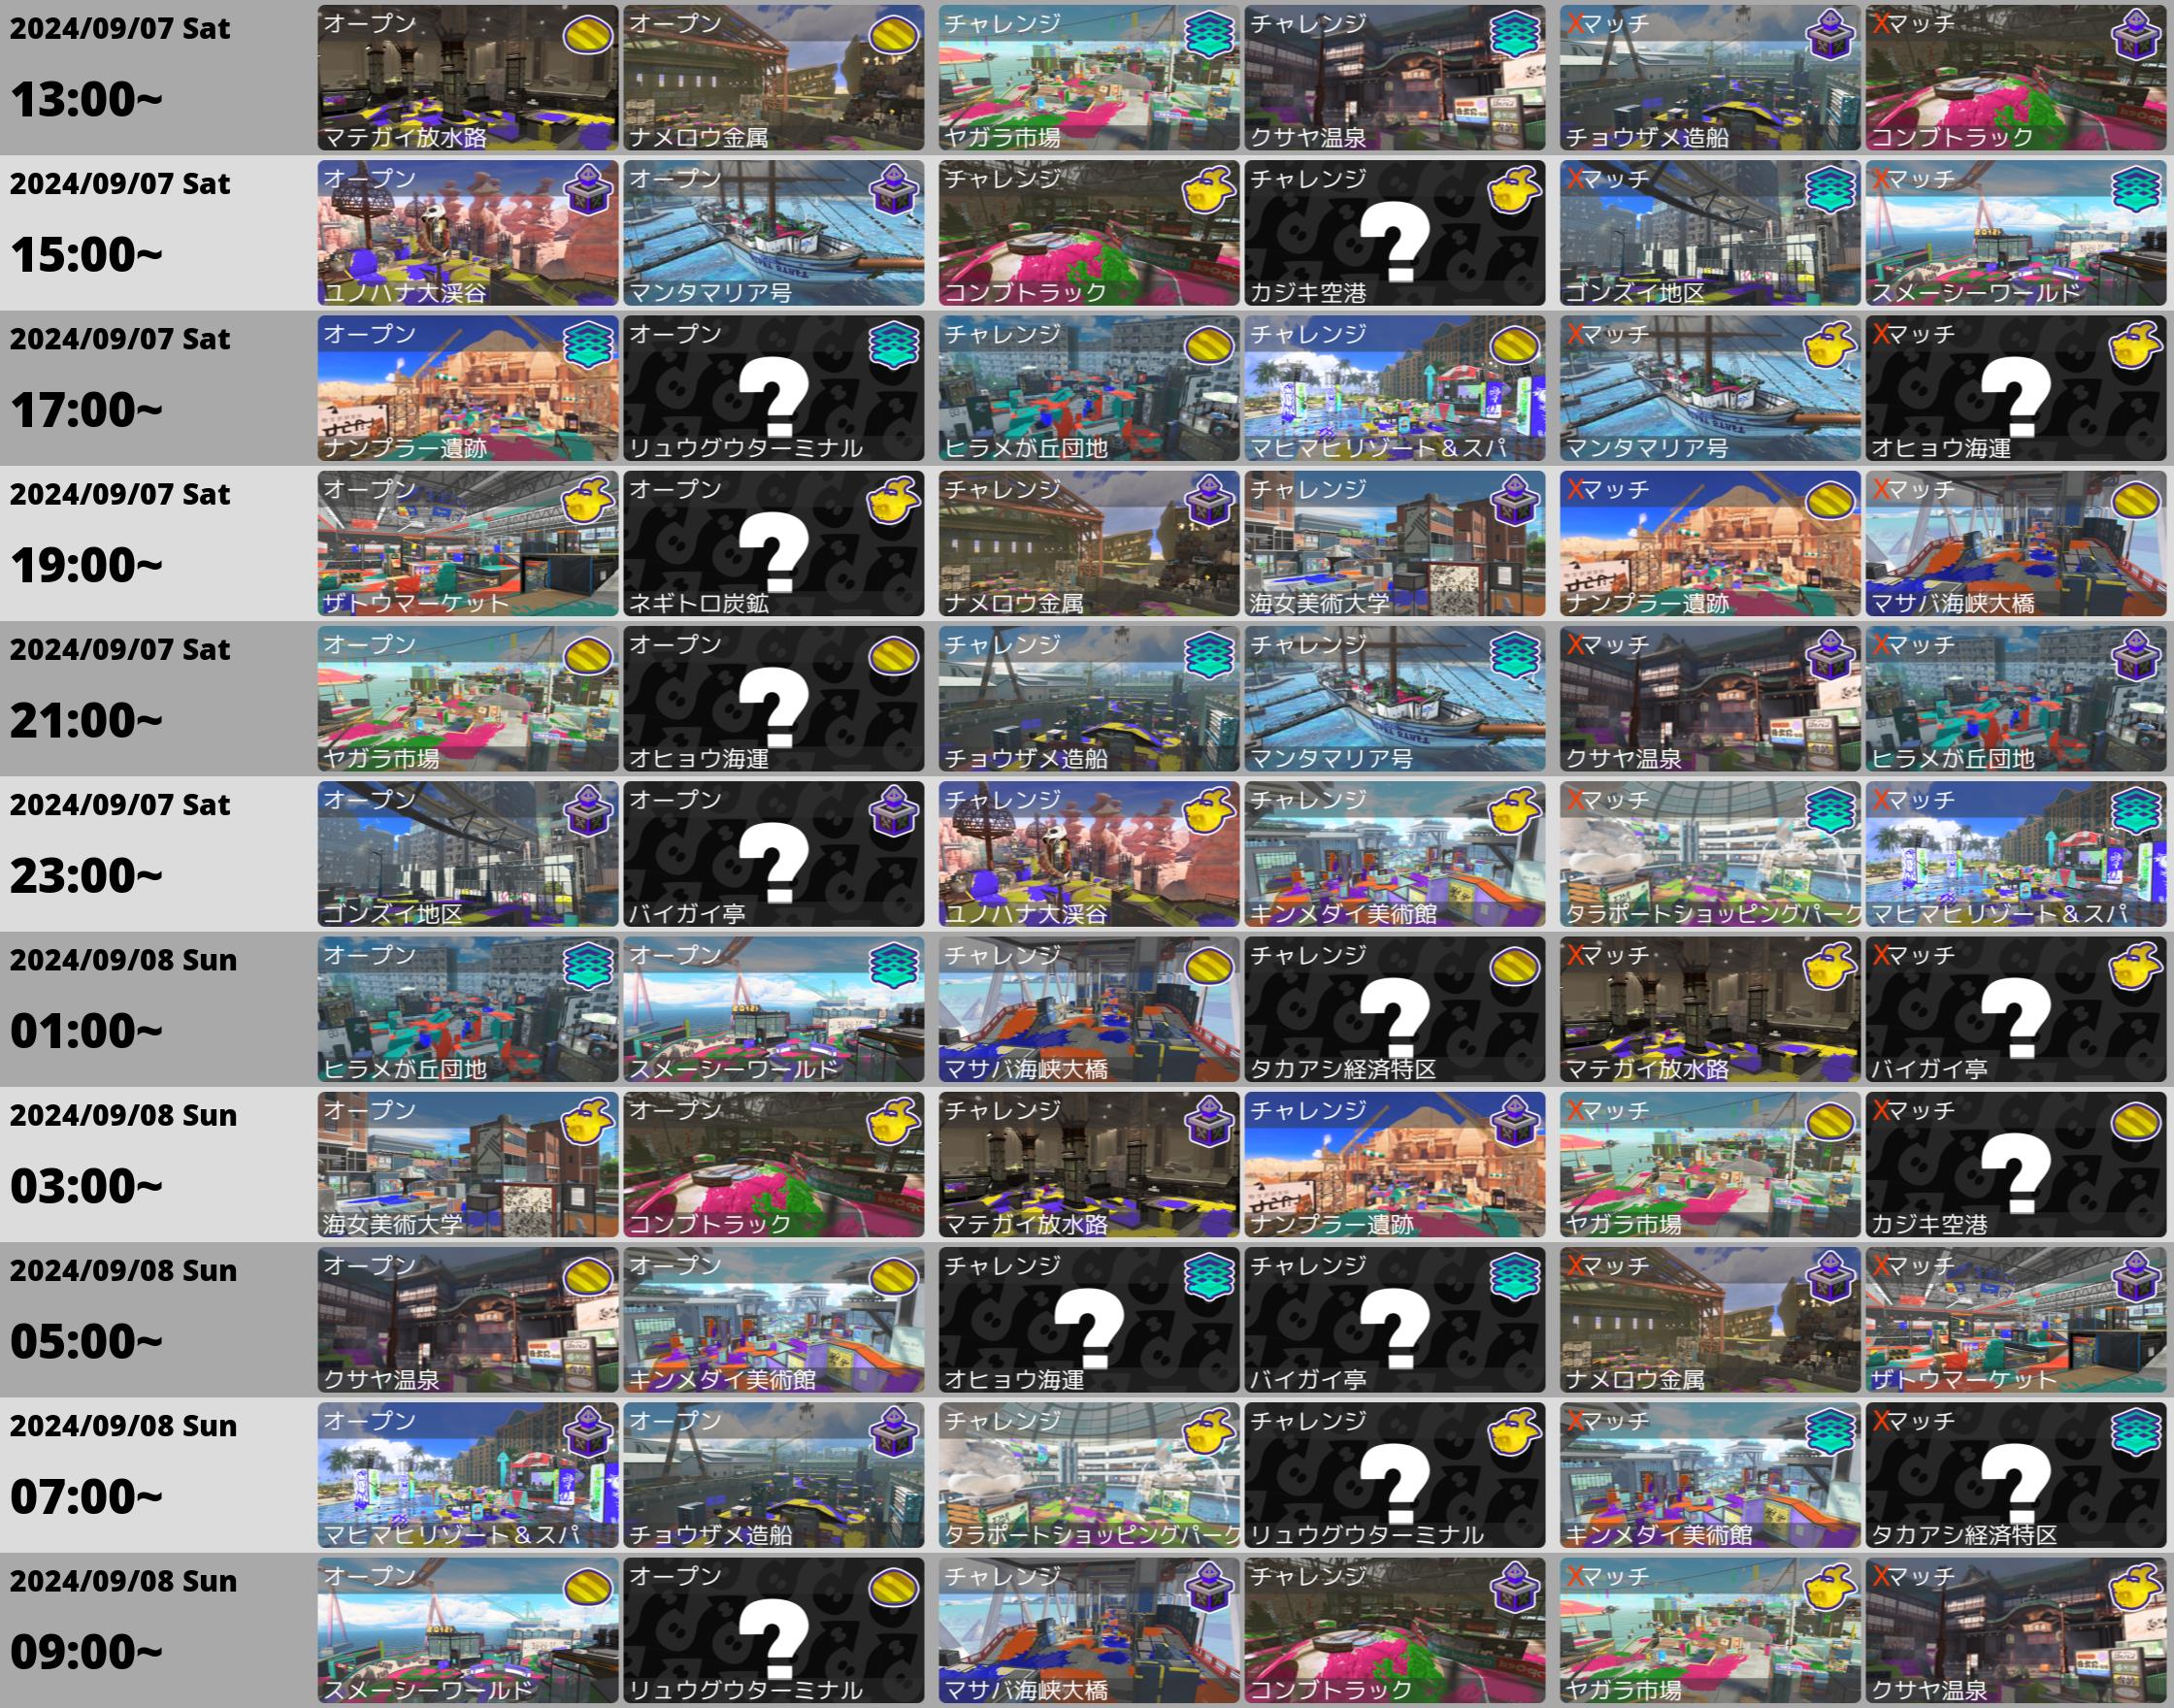 2024/09/07 Sat
13:00~
オープン
マテガイ放水路
オープン
ナメロウ金属
チャレンジ
ヤガラ市場
チャレンジ
クサヤ温泉
Xマッチ
チョウザメ造船
Xマッチ
コンブトラック
2024/09/07 Sat
15:00~
オープン
ユノハナ大渓谷
オープン
マンタマリア号
チャレンジ
コンブトラック
チャレンジ
?
カジキ空港
Xマッチ
ゴンズイ地区
Xマッチ
スメーシーワールド
2024/09/07 Sat
17:00~
オープン
ナンプラー遺跡
オープン
?
リュウグウターミナル
チャレンジ
ヒラメが丘団地
チャレンジ
マヒマヒリゾート＆スパ
Xマッチ
マンタマリア号
Xマッチ
?
オヒョウ海運
2024/09/07 Sat
19:00~
オープン
ザトウマーケット
オープン
?
ネギトロ炭鉱
チャレンジ
ナメロウ金属
チャレンジ
海女美術大学
Xマッチ
ナンプラー遺跡
Xマッチ
マサバ海峡大橋
2024/09/07 Sat
21:00~
オープン
ヤガラ市場
オープン
?
オヒョウ海運
チャレンジ
チョウザメ造船
チャレンジ
マンタマリア号
Xマッチ
クサヤ温泉
Xマッチ
ヒラメが丘団地
2024/09/07 Sat
23:00~
オープン
ゴンズイ地区
オープン
?
バイガイ亭
チャレンジ
ユノハナ大渓谷
チャレンジ
キンメダイ美術館
Xマッチ
タラポートショッピングパーク
Xマッチ
マヒマヒリゾート＆スパ
2024/09/08 Sun
01:00~
オープン
ヒラメが丘団地
オープン
スメーシーワールド
チャレンジ
マサバ海峡大橋
チャレンジ
?
タカアシ経済特区
Xマッチ
マテガイ放水路
Xマッチ
?
バイガイ亭
2024/09/08 Sun
03:00~
オープン
海女美術大学
オープン
コンブトラック
チャレンジ
マテガイ放水路
チャレンジ
ナンプラー遺跡
Xマッチ
ヤガラ市場
Xマッチ
?
カジキ空港
2024/09/08 Sun
05:00~
オープン
クサヤ温泉
オープン
キンメダイ美術館
チャレンジ
?
オヒョウ海運
チャレンジ
?
バイガイ亭
Xマッチ
ナメロウ金属
Xマッチ
ザトウマーケット
2024/09/08 Sun
07:00~
オープン
マヒマヒリゾート＆スパ
オープン
チョウザメ造船
チャレンジ
タラポートショッピングパーク
チャレンジ
?
リュウグウターミナル
Xマッチ
キンメダイ美術館
Xマッチ
?
タカアシ経済特区
2024/09/08 Sun
09:00~
オープン
スメーシーワールド
オープン
?
リュウグウターミナル
チャレンジ
マサバ海峡大橋
チャレンジ
コンブトラック
Xマッチ
ヤガラ市場
Xマッチ
クサヤ温泉